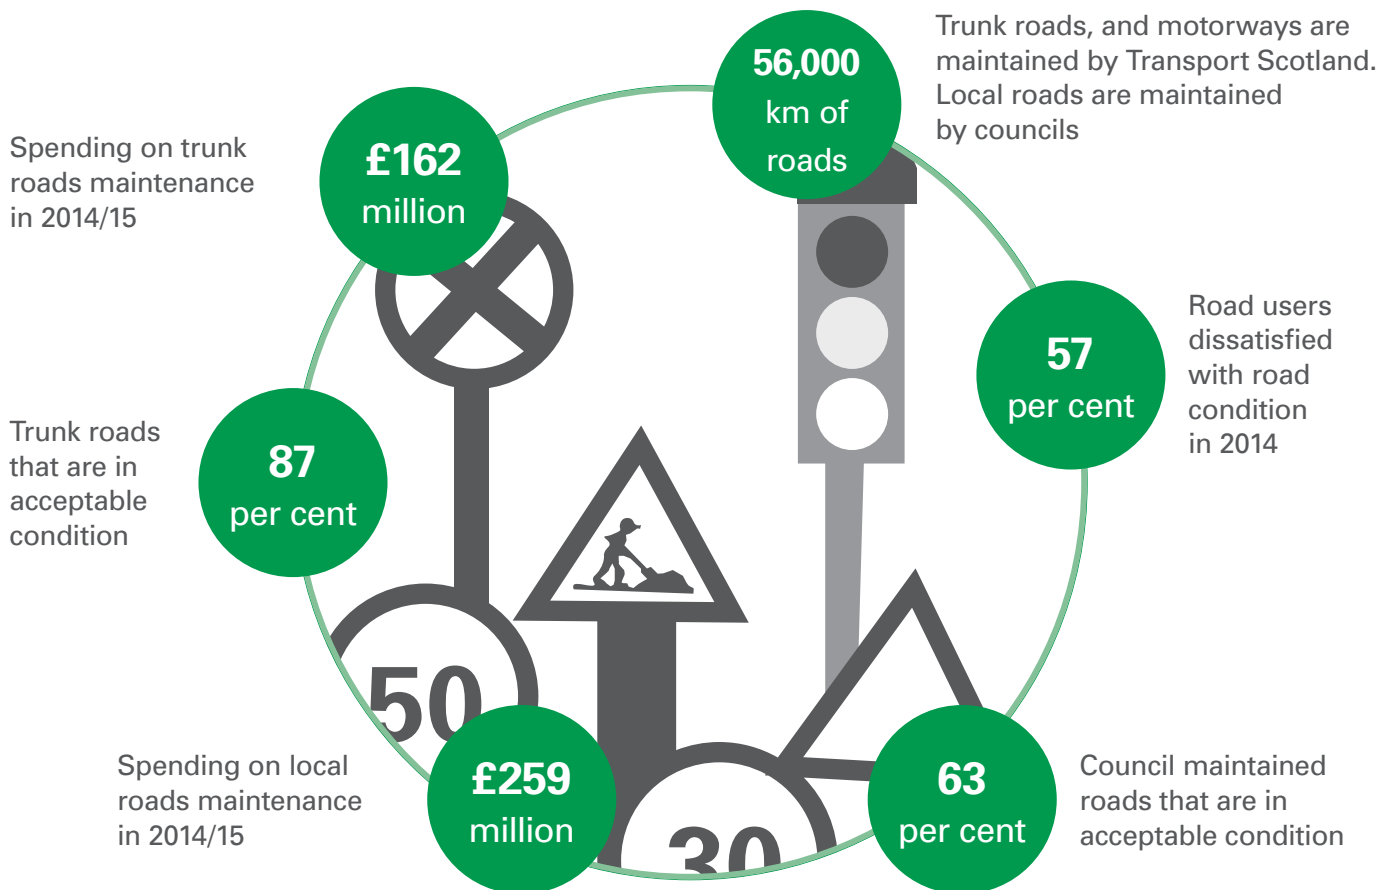 56,000
km of
roads
Trunk roads, and motorways are
maintained by Transport Scotland.
Local roads are maintained
by councils
Spending on trunk
roads maintenance
in 2014/15
£162
million
57
per cent
Road users
dissatisfied
with road
condition
in 2014
Trunk roads
that are in
acceptable
condition
87
per cent
50
Spending on local
roads maintenance
in 2014/15
£259
million
30
63
per cent
Council maintained
roads that are in
acceptable condition